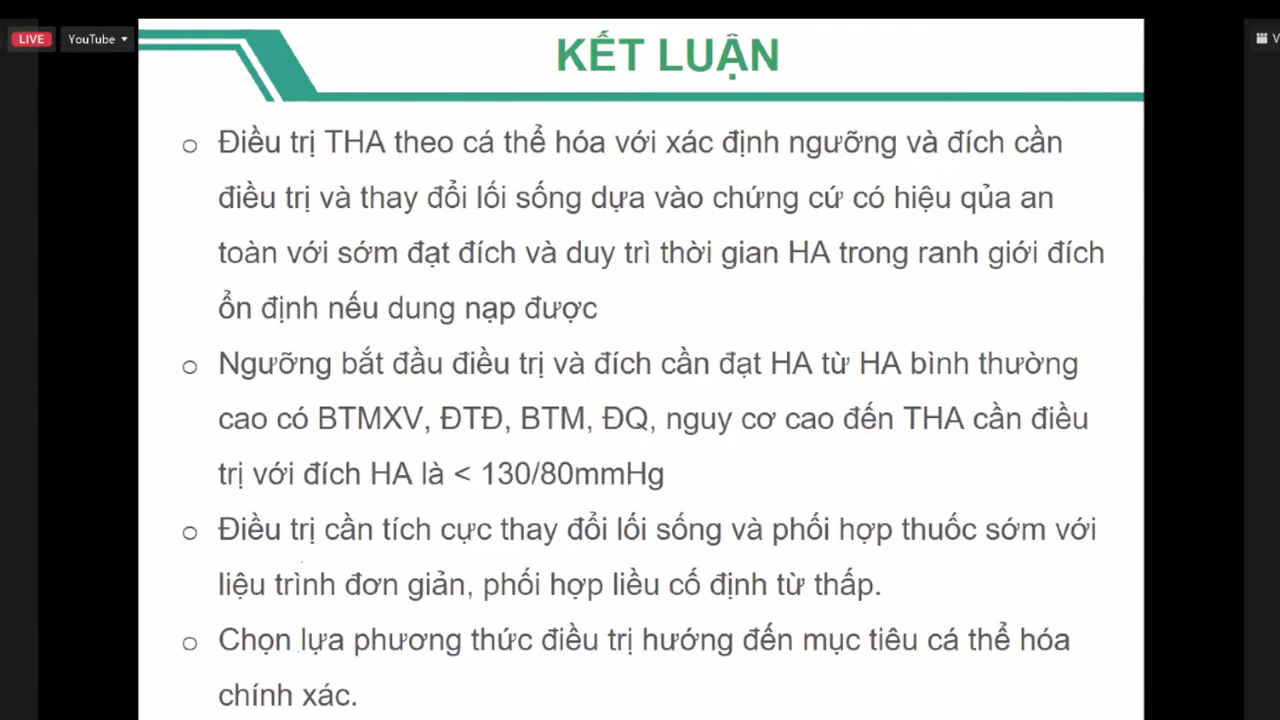 LIVE
YouTube
V
KẾT LUẬN
o Điều trị THA theo cá thể hóa với xác định ngưỡng và đích cần
điều trị và thay đổi lối sống dựa vào chứng cứ có hiệu qủa an
toàn với sớm đạt đích và duy trì thời gian HA trong ranh giới đích
ổn định nếu dung nạp được
o Ngưỡng bắt đầu điều trị và đích cần đạt HA từ HA bình thường
cao có BTMXV, ĐTĐ, BTM, ĐQ, nguy cơ cao đến THA cần điều
trị với đích HA là < 130/80mmHg
o Điều trị cần tích cực thay đổi lối sống và phối hợp thuốc sớm với
liệu trình đơn giản, phối hợp liều cố định từ thấp.
o Chọn lựa phương thức điều trị hướng đến mục tiêu cá thể hóa
chính xác.